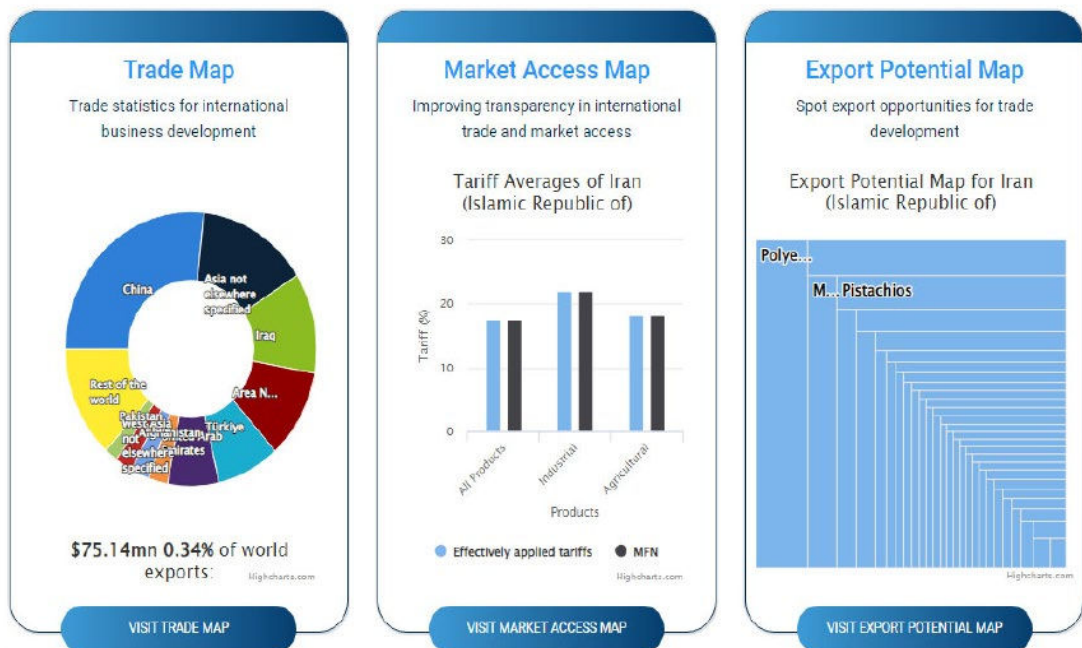 Trade Map
Trade statistics for international
business development
China
Asia not
elsewhere
specified
Iraq
Area N...
Türkiye
Arab
Emirates
Afghanistan
West Asia
not
elsewhere
specified
Pakistan
Rest of the
world
$75.14mn 0.34% of world
exports:
Highcharts.com
VISIT TRADE MAP
Market Access Map
Improving transparency in international
trade and market access
Tariff Averages of Iran
(Islamic Republic of)
Tariff (%)
30
20
10
0
All Products
Industrial
Agricultural
Products
Effectively applied tariffs
MFN
Highcharts.com
VISIT MARKET ACCESS MAP
Export Potential Map
Spot export opportunities for trade
development
Export Potential Map for Iran
(Islamic Republic of)
Polye...
M... Pistachios
Highcharts.com
VISIT EXPORT POTENTIAL MAP